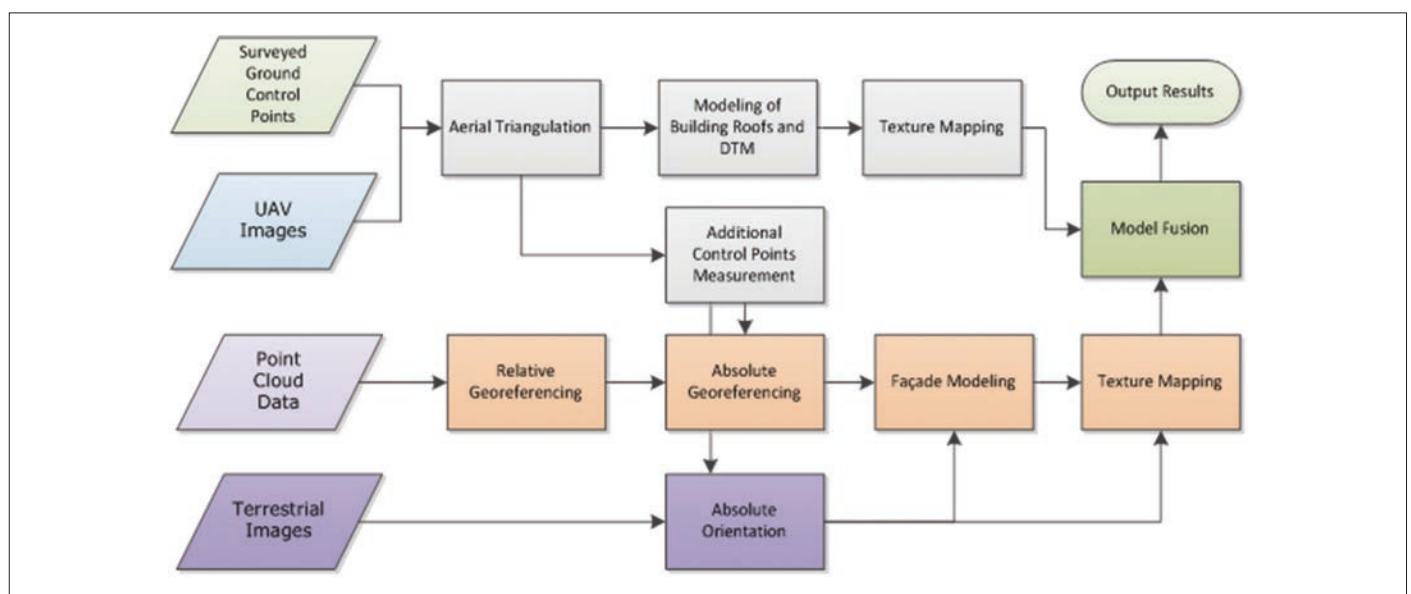 Surveyed
Ground
Control
Points
Aerial Triangulation
Modeling of
Building Roofs and
DTM
Texture Mapping
Output Results
UAV
Images
Additional
Control Points
Measurement
Model Fusion
Point
Cloud
Data
Relative
Georeferencing
Absolute
Georeferencing
Façade Modeling
Texture Mapping
Terrestrial
Images
Absolute
Orientation